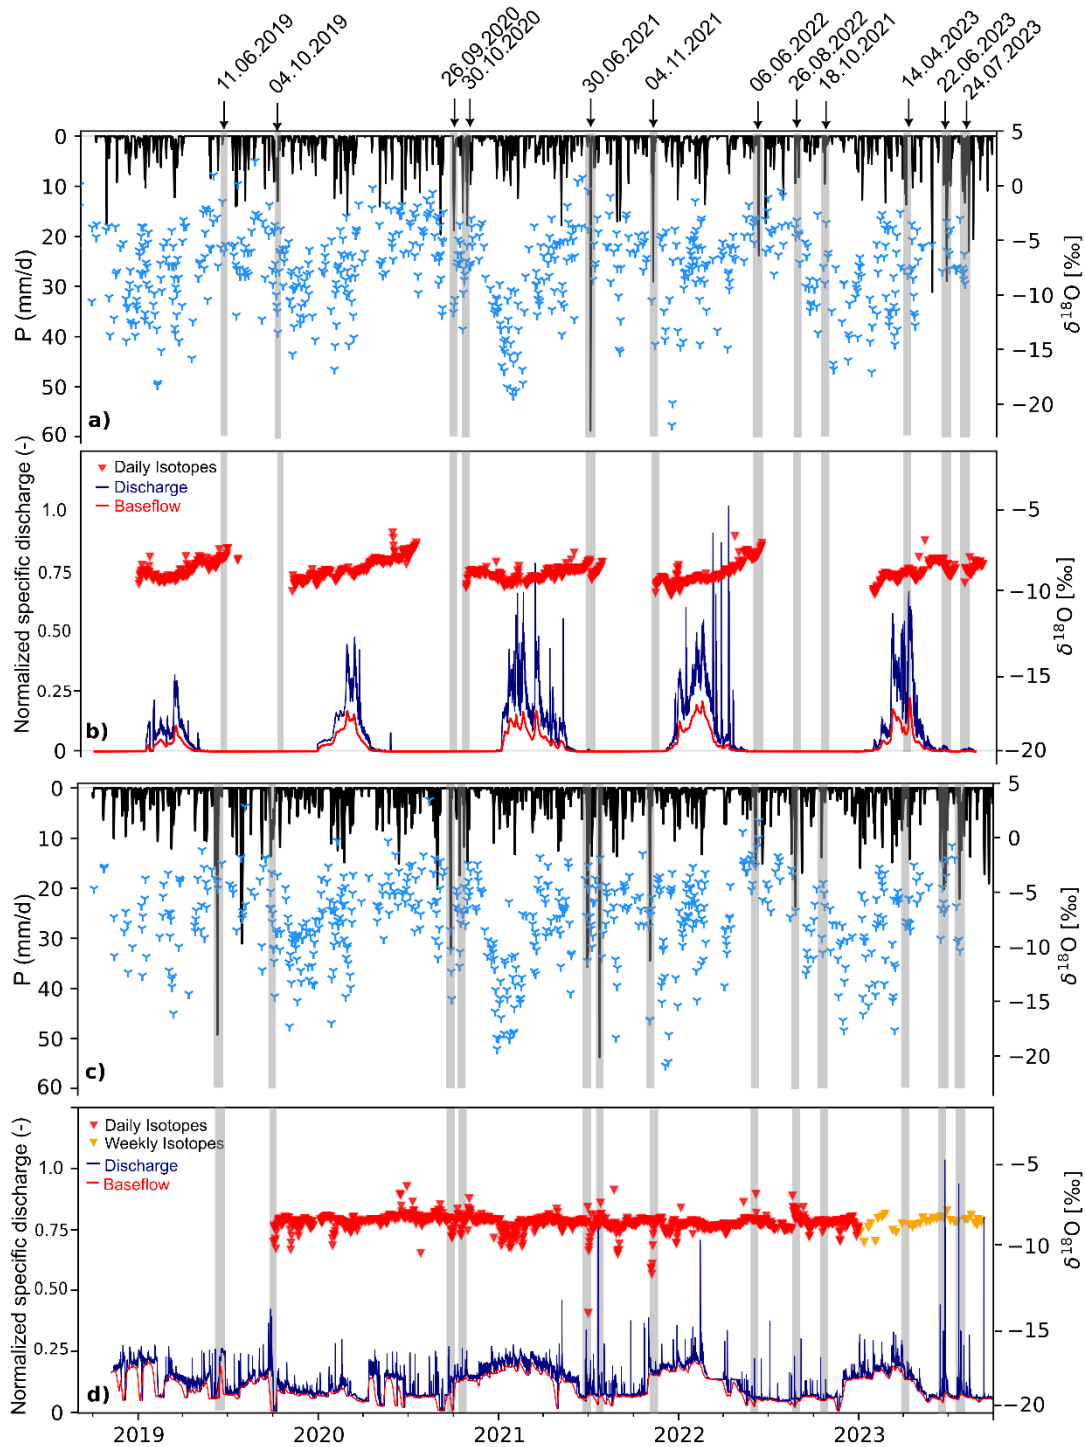 11.06.2019
04.10.2019
26.09.2020
30.10.2020
30.06.2021
04.11.2021
06.06.2022
26.08.2022
18.10.2021
14.04.2023
22.06.2023
24.07.2023
0
10
20
30
40
50
60
P (mm/d)
5
0
−5
−10
−15
−20
δ18O [‰]
a)
Normalized specific discharge (-)
Daily Isotopes
Discharge
Baseflow
1.0
0.75
0.50
0.25
0
−5
−10
−15
−20
δ18O [‰]
b)
0
10
20
30
40
50
60
P (mm/d)
5
0
−5
−10
−15
−20
δ18O [‰]
c)
Normalized specific discharge (-)
Daily Isotopes
Weekly Isotopes
Discharge
Baseflow
1.0
0.75
0.50
0.25
0
−5
−10
−15
−20
δ18O [‰]
d)
2019 2020 2021 2022 2023